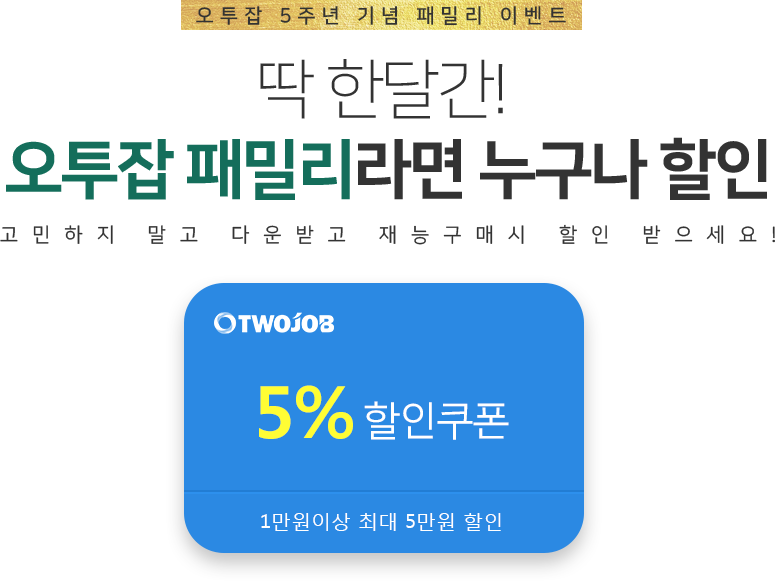 오투잡 5주년 기념 패밀리 이벤트
딱 한달간!
오투잡 패밀리라면 누구나 할인
고민하지 말고 다운받고 재능구매시 할인 받으세요!
OTWOJOB
5% 할인쿠폰
1만원이상 최대 5만원 할인